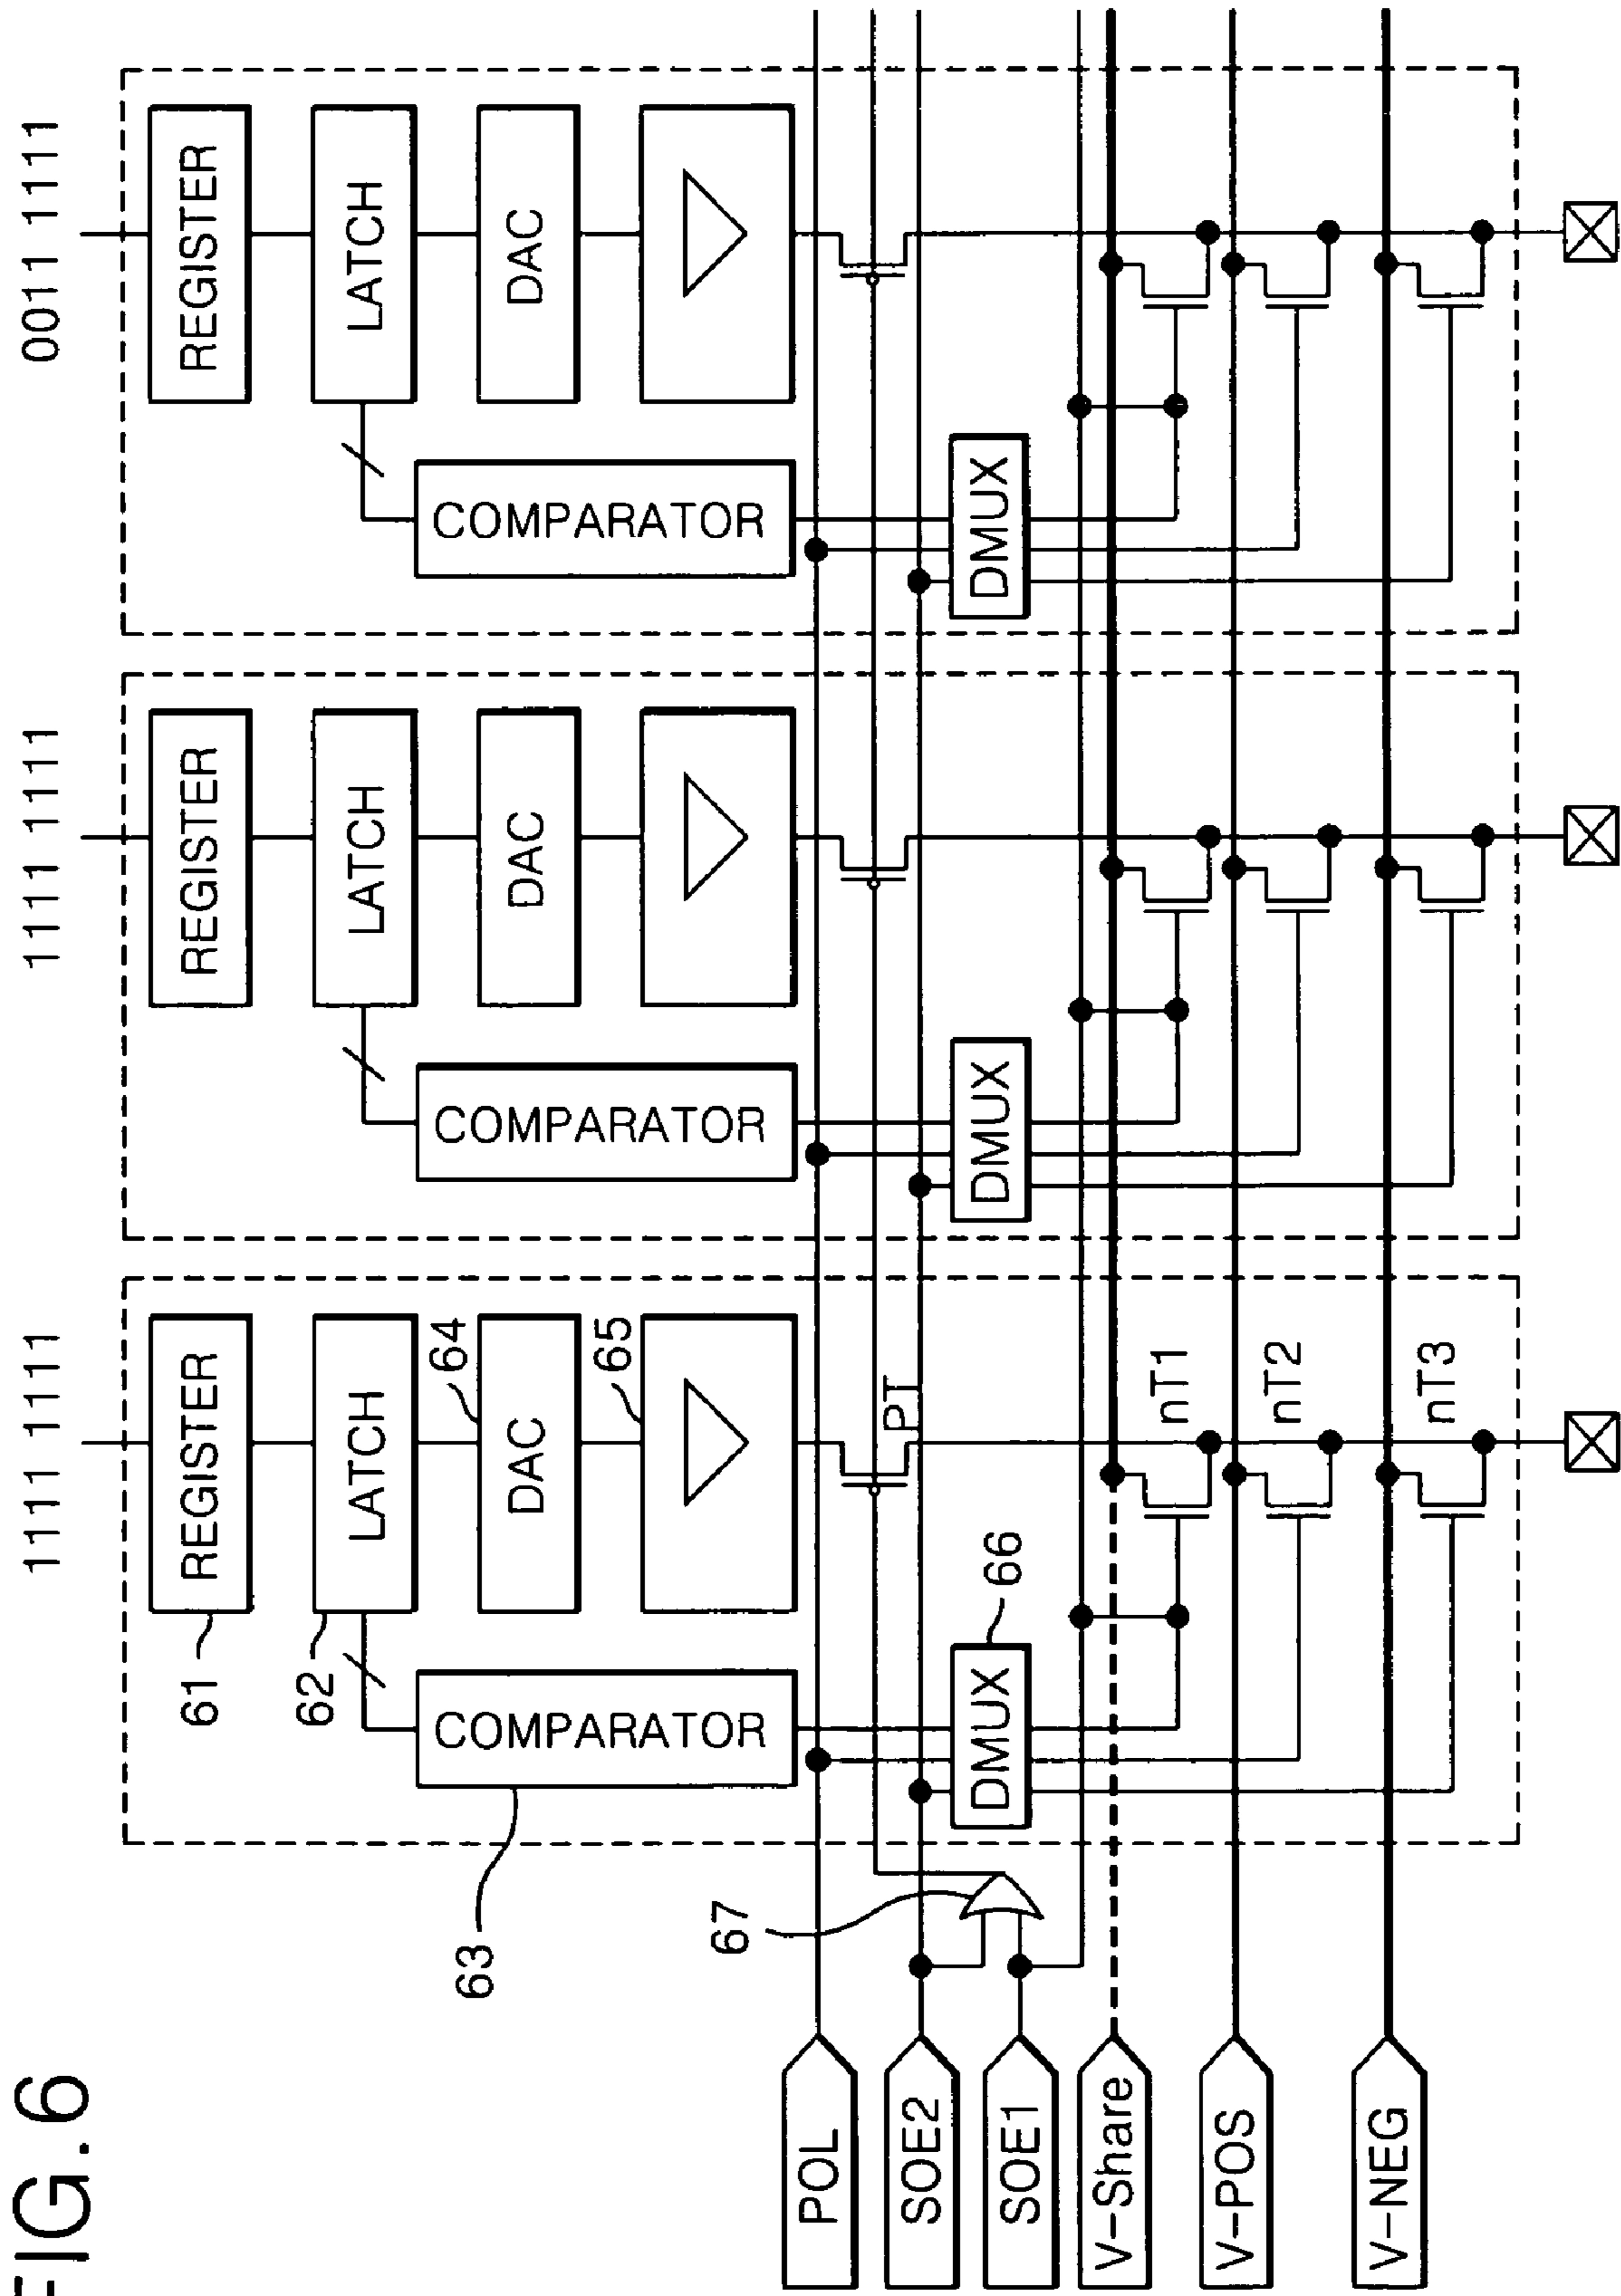 FIG.6
1111 1111
1111 1111
0011 1111
61
REGISTER
REGISTER
REGISTER
62
LATCH
LATCH
LATCH
63
COMPARATOR
64
DAC
COMPARATOR
DAC
COMPARATOR
DAC
65
67
POL
PT
SOE2
66
DMUX
DMUX
DMUX
SOE1
V-Share
nT1
V-POS
nT2
V-NEG
nT3